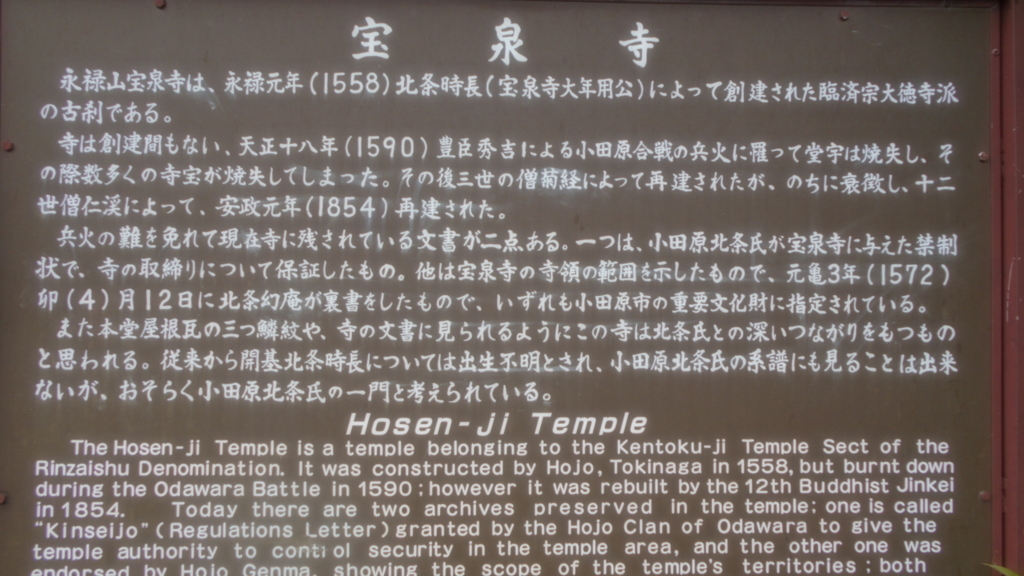 宝泉寺
永禄山宝泉寺は、永禄元年(1558)北条時長(宝泉寺大年用公)によって創建された臨済宗大徳寺派
の古刹である。
寺は創建間もない、天正十八年(1590)豊臣秀吉による小田原合戦の兵火に罹って堂宇は焼失し、そ
の際数多くの寺宝が焼失してしまった。その後三世の僧菊経によって再建されたが、のちに衰微し、十二
世僧仁渓によって、安政元年(1854)再建された。
兵火の難を免れて現在寺に残されている文書が二点ある。一つは、小田原北条氏が宝泉寺に与えた禁制
状で、寺の取締りについて保証したもの。他は宝泉寺の寺領の範囲を示したもので、元亀3年(1572)
卯(4)月12日に北条幻庵が裏書をしたもので、いずれも小田原市の重要文化財に指定されている。
また本堂屋根瓦の三つ鱗紋や、寺の文書に見られるようにこの寺は北条氏との深いつながりをもつもの
と思われる。従来から開基北条時長については出生不明とされ、小田原北条氏の系譜にも見ることは出来
ないが、おそらく小田原北条氏の一門と考えられている。
Hosen-ji Temple
The Hosen-ji Temple is a temple belonging to the Kentoku-ji Temple Sect of the
Rinzaishu Denomination. It was constructed by Hojo, Tokinaga in 1558, but burnt down
during the Odawara Battle in 1590; however it was rebuilt by the 12th Buddhist Jinkei
in 1854. Today there are two archives preserved in the temple: one is called
"Kinseijo" (Regulations Letter) granted by the Hojo Clan of Odawara to give the
temple authority to control security in the temple area, and the other one was
endorsed by Hojo Genma, showing the scope of the temple's territories; both